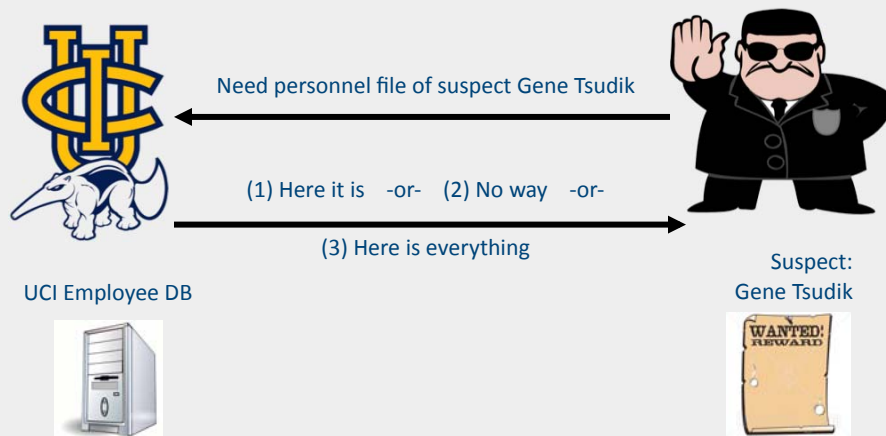 UCI
Need personnel file of suspect Gene Tsudik
(1) Here it is -or- (2) No way -or-
(3) Here is everything
UCI Employee DB
Suspect:
Gene Tsudik
WANTED!
REWARD